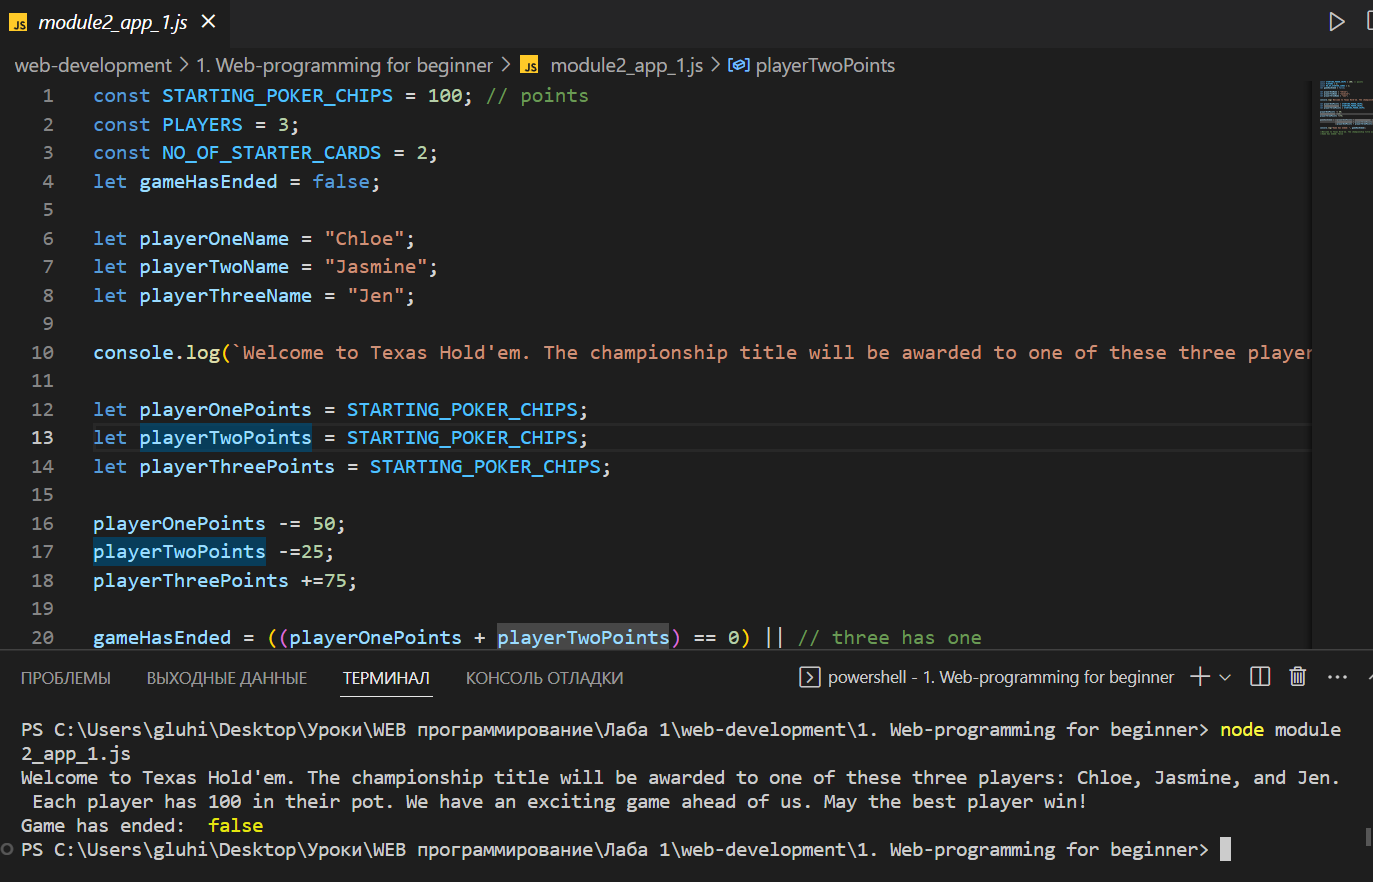 JS module2_app_1.js
web-development > 1. Web-programming for beginner > JS module2_app_1.js > playerTwoPoints
1 const STARTING_POKER_CHIPS = 100; // points
2 const PLAYERS = 3;
3 const NO_OF_STARTER_CARDS = 2;
4 let gameHasEnded = false;
5
6 let playerOneName = "Chloe";
7 let playerTwoName = "Jasmine";
8 let playerThreeName = "Jen";
9
10 console.log(`Welcome to Texas Hold'em. The championship title will be awarded to one of these three player
11
12 let playerOnePoints = STARTING_POKER_CHIPS;
13 let playerTwoPoints = STARTING_POKER_CHIPS;
14 let playerThreePoints = STARTING_POKER_CHIPS;
15
16 playerOnePoints -= 50;
17 playerTwoPoints -=25;
18 playerThreePoints +=75;
19
20 gameHasEnded = ((playerOnePoints + playerTwoPoints) == 0) || // three has one
ПРОБЛЕМЫ ВЫХОДНЫЕ ДАННЫЕ ТЕРМИНАЛ КОНСОЛЬ ОТЛАДКИ powershell - 1. Web-programming for beginner
PS C:\Users\gluhi\Desktop\Уроки\WEB программирование\Лаба 1\web-development\1. Web-programming for beginner> node module
2_app_1.js
Welcome to Texas Hold'em. The championship title will be awarded to one of these three players: Chloe, Jasmine, and Jen.
Each player has 100 in their pot. We have an exciting game ahead of us. May the best player win!
Game has ended: false
PS C:\Users\gluhi\Desktop\Уроки\WEB программирование\Лаба 1\web-development\1. Web-programming for beginner>